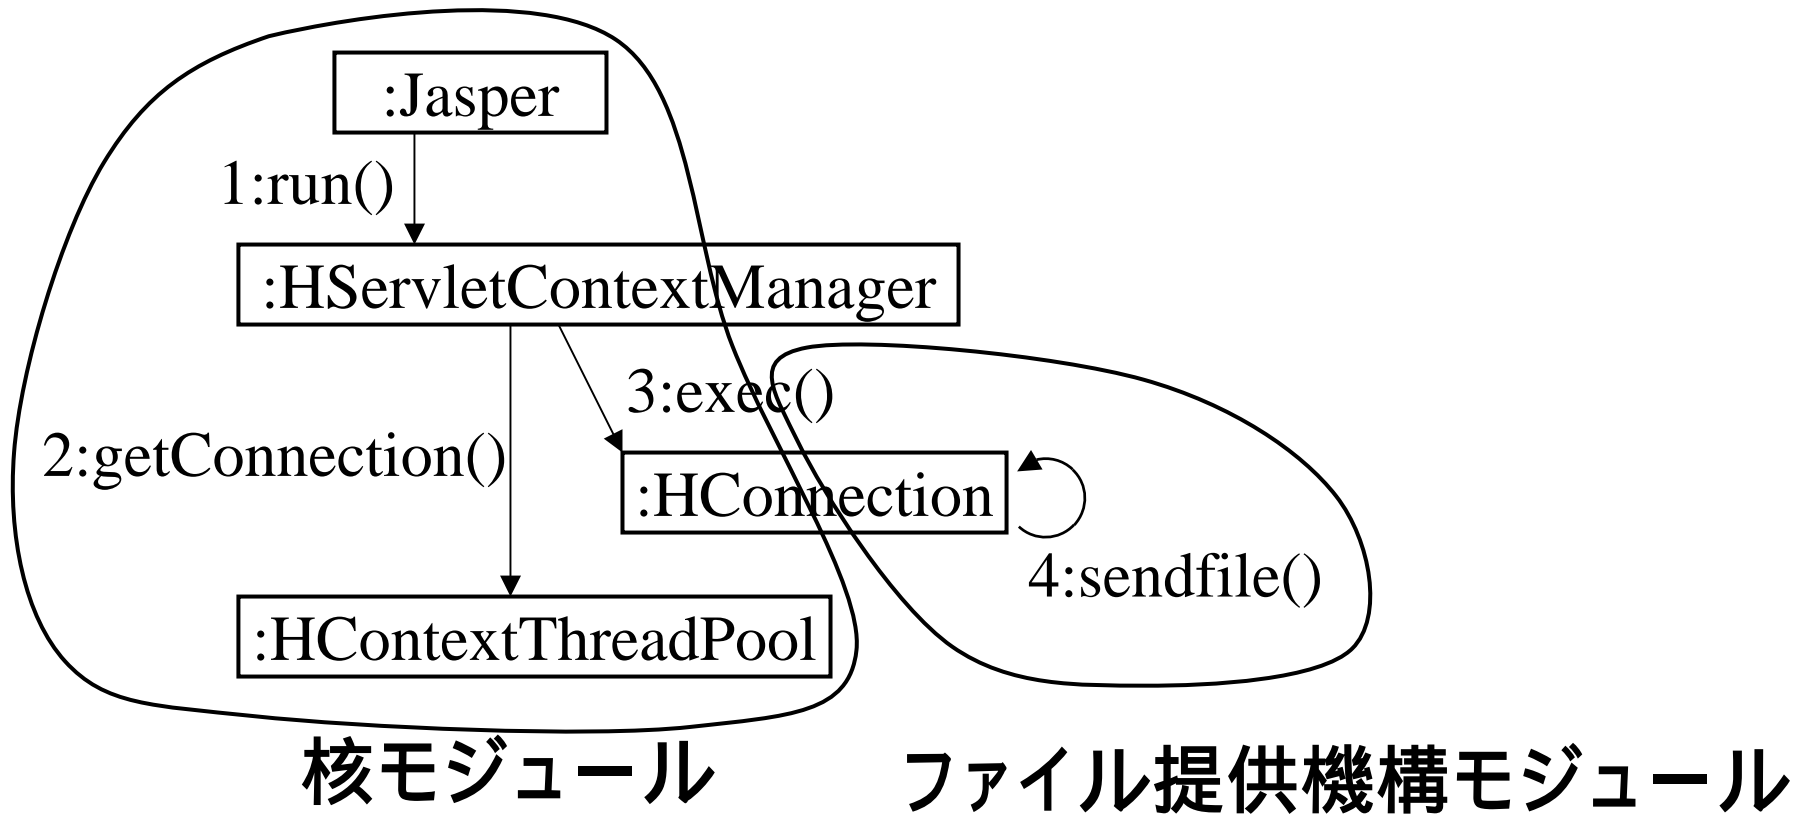 :Jasper
1:run()
:HServletContextManager
3:exec()
2:getConnection()
:HConnection
4:sendfile()
:HContextThreadPool
核モジュール
ファイル提供機構モジュール